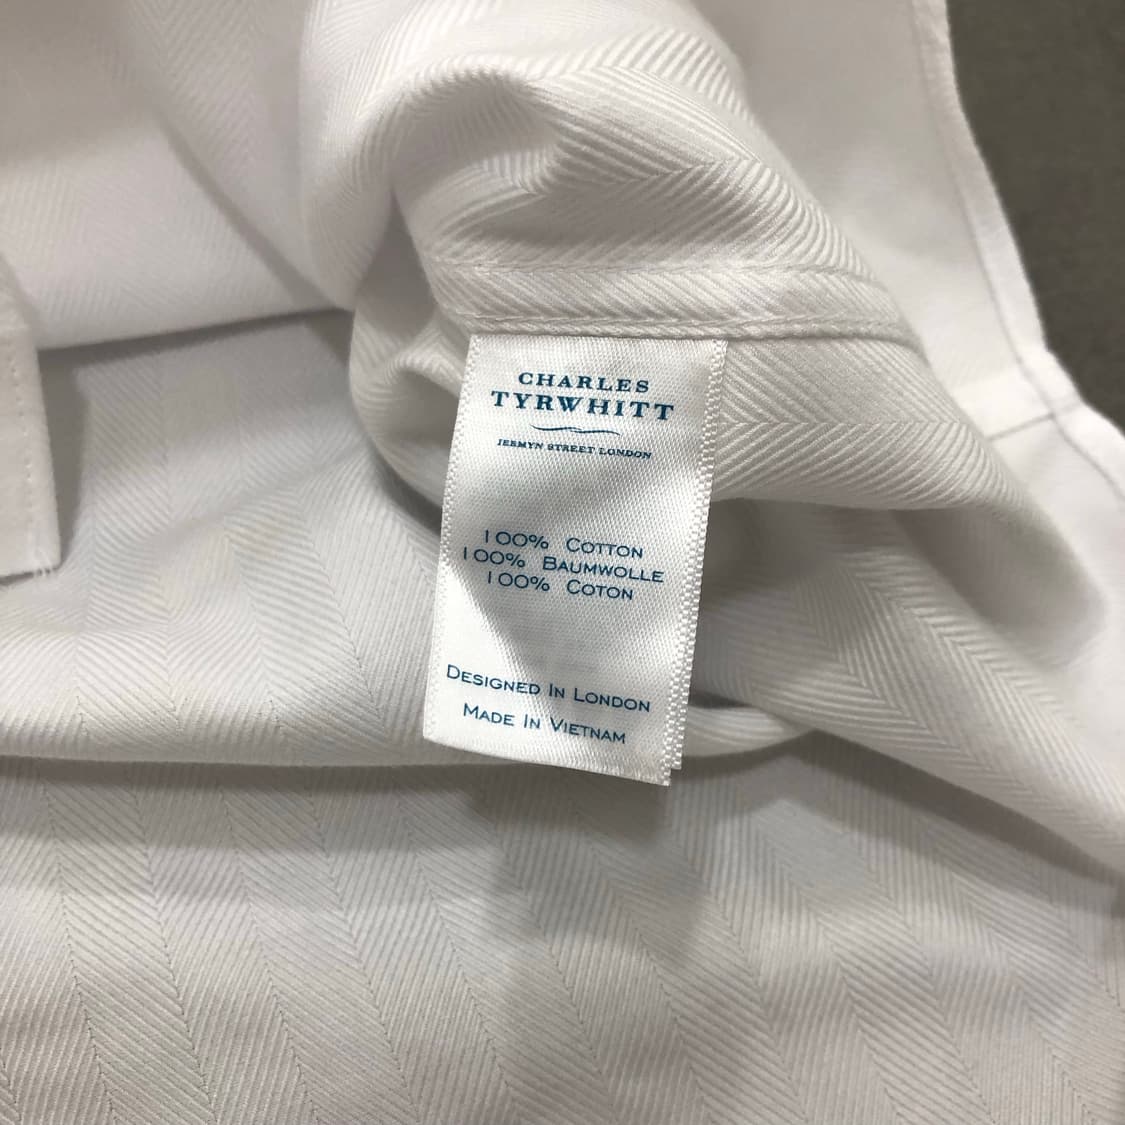 CHARLES
TYRWHITT
JERMYN STREET LONDON
100% COTTON
100% BAUMWOLLE
100% COTON
DESIGNED IN LONDON
MADE IN VIETNAM